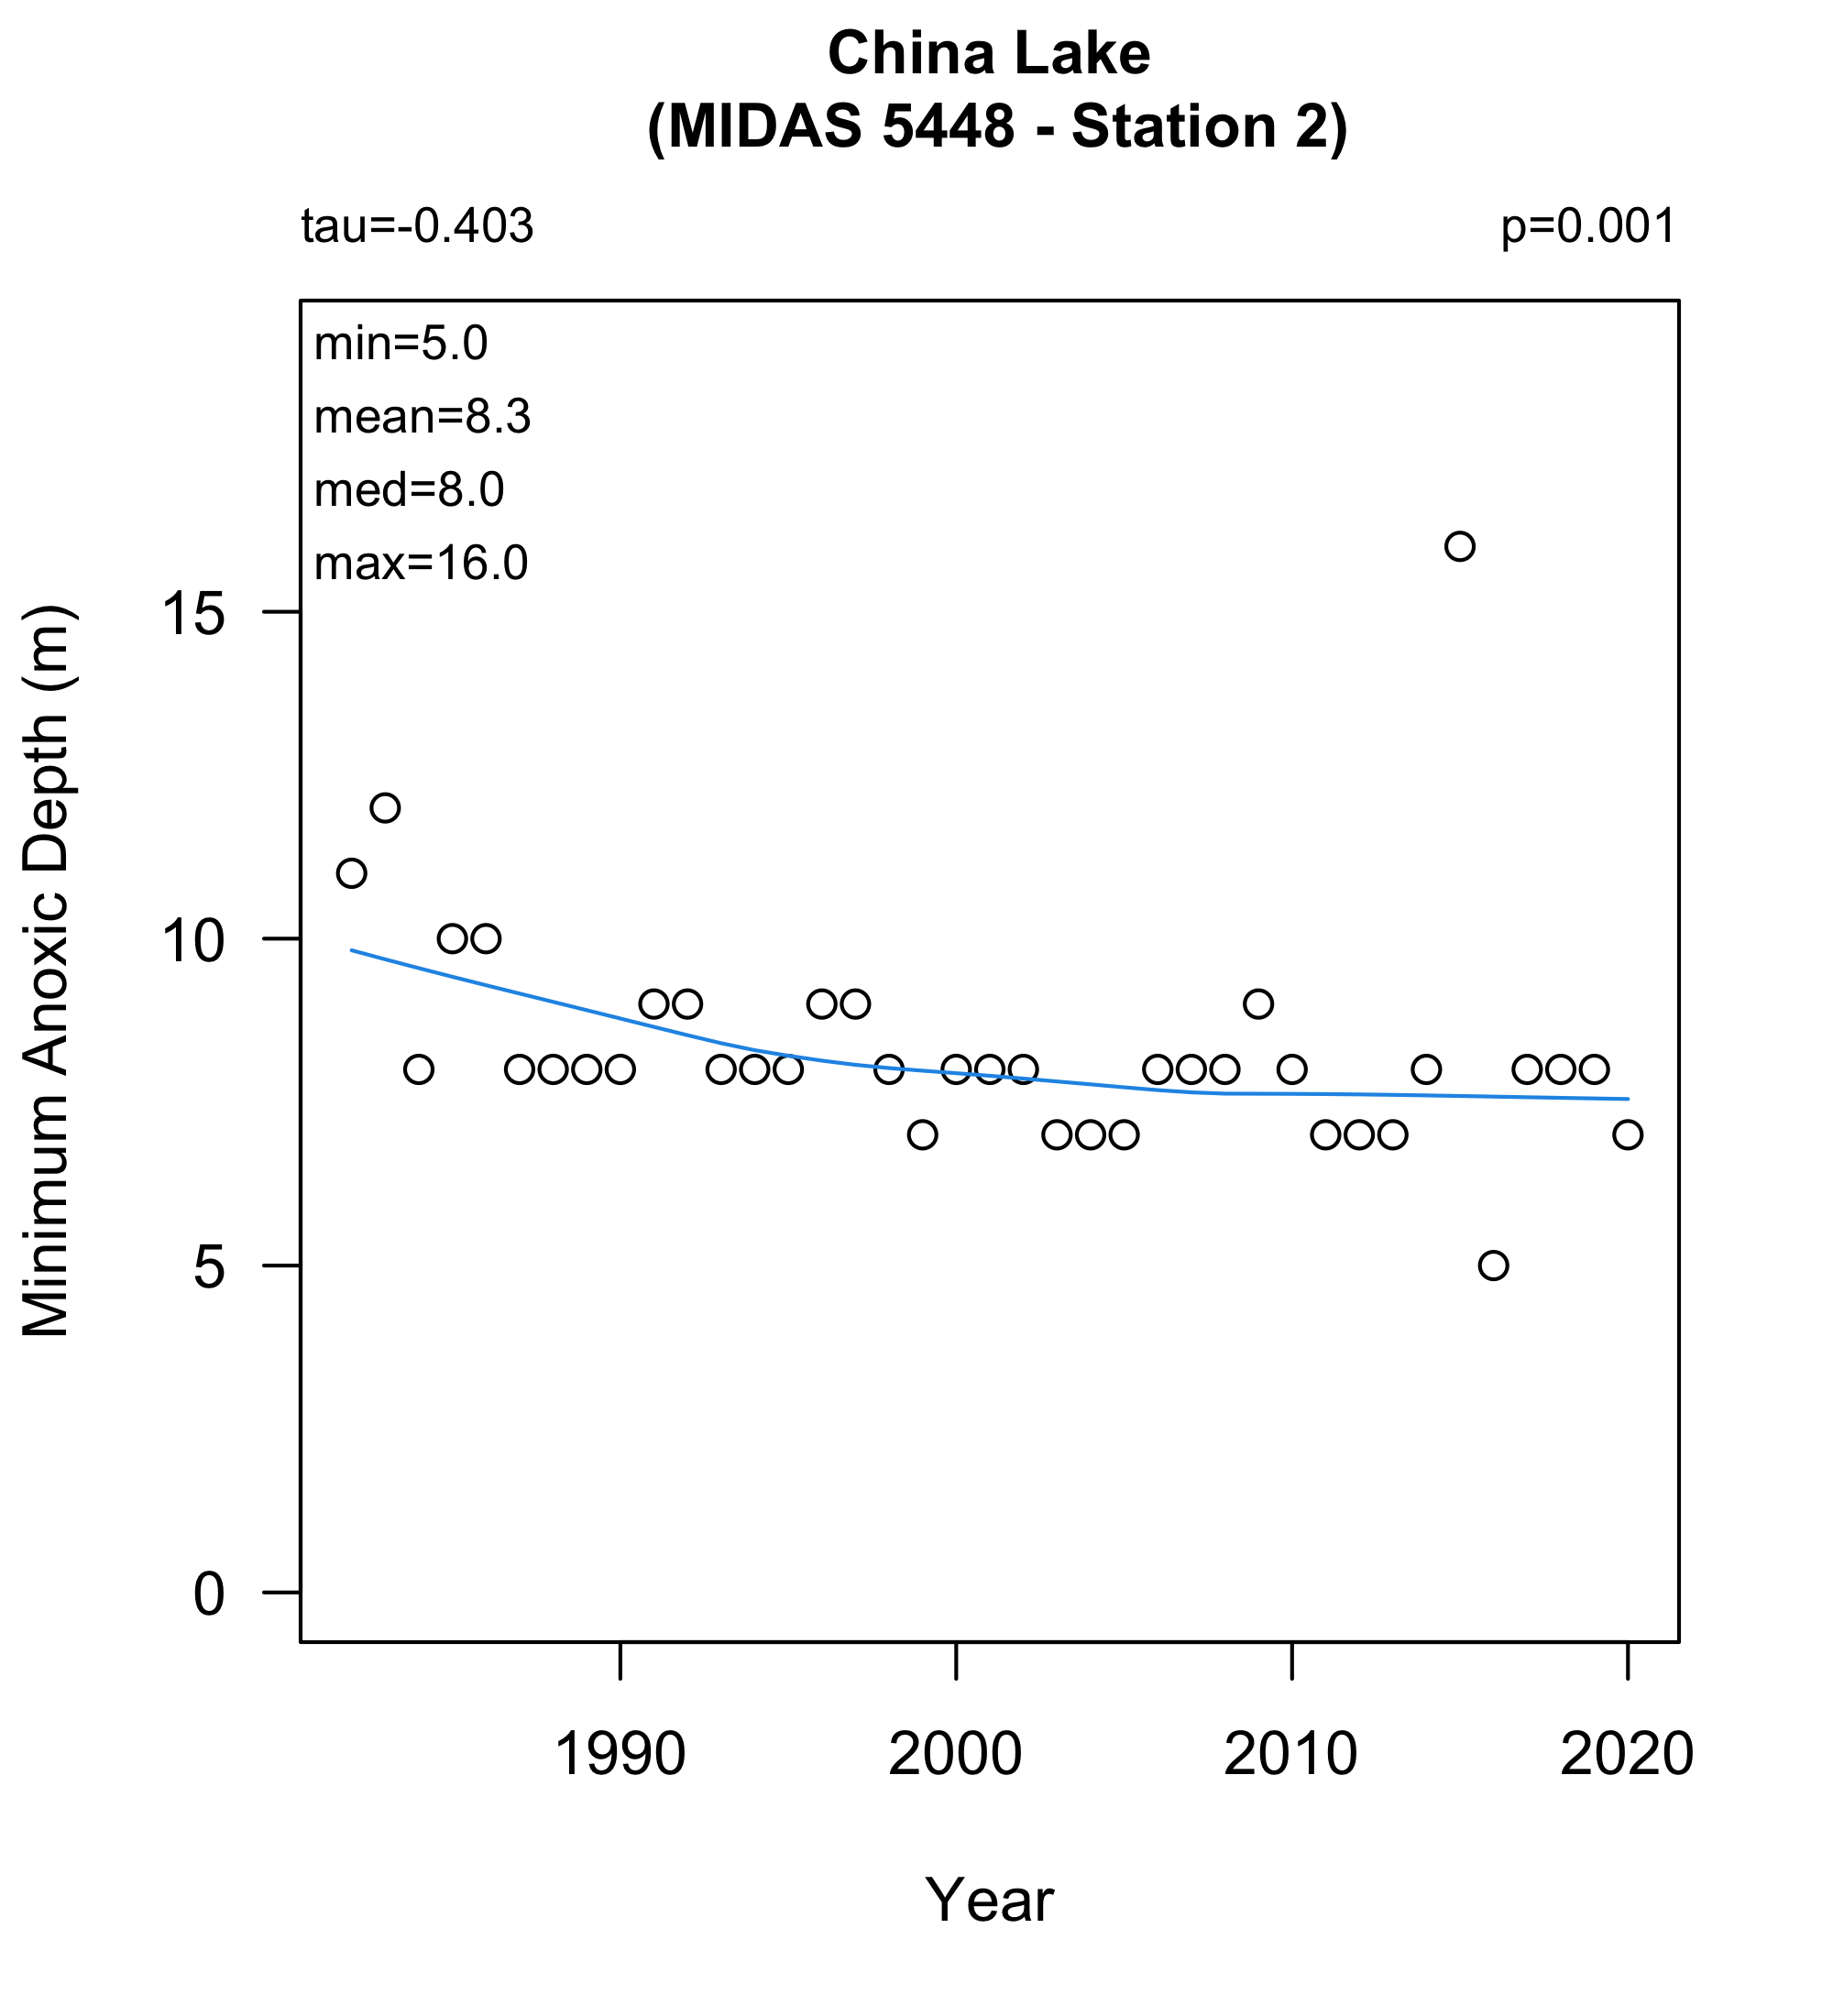 China Lake
(MIDAS 5448 - Station 2)
tau=-0.403
p=0.001
min=5.0
mean=8.3
med=8.0
max=16.0
Minimum Anoxic Depth (m)
15
10
5
0
1990
2000
2010
2020
Year